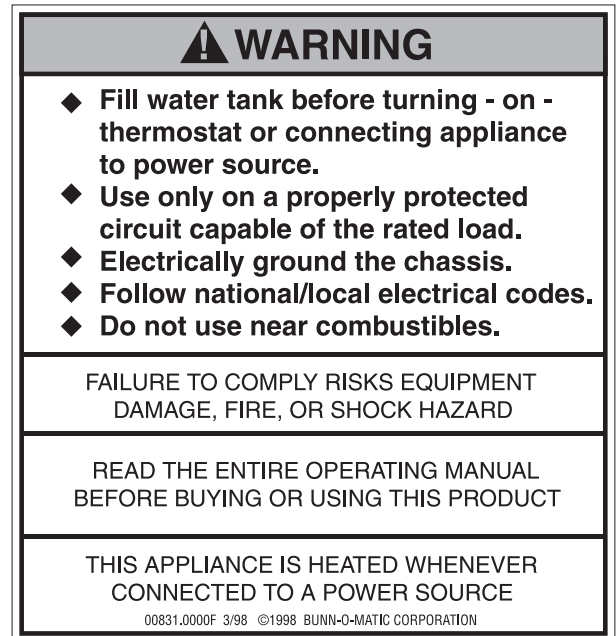 WARNING
◆ Fill water tank before turning - on -
thermostat or connecting appliance
to power source.
◆ Use only on a properly protected
circuit capable of the rated load.
◆ Electrically ground the chassis.
◆ Follow national/local electrical codes.
◆ Do not use near combustibles.
FAILURE TO COMPLY RISKS EQUIPMENT
DAMAGE, FIRE, OR SHOCK HAZARD
READ THE ENTIRE OPERATING MANUAL
BEFORE BUYING OR USING THIS PRODUCT
THIS APPLIANCE IS HEATED WHENEVER
CONNECTED TO A POWER SOURCE
00831.0000F 3/98 ©1998 BUNN-O-MATIC CORPORATION